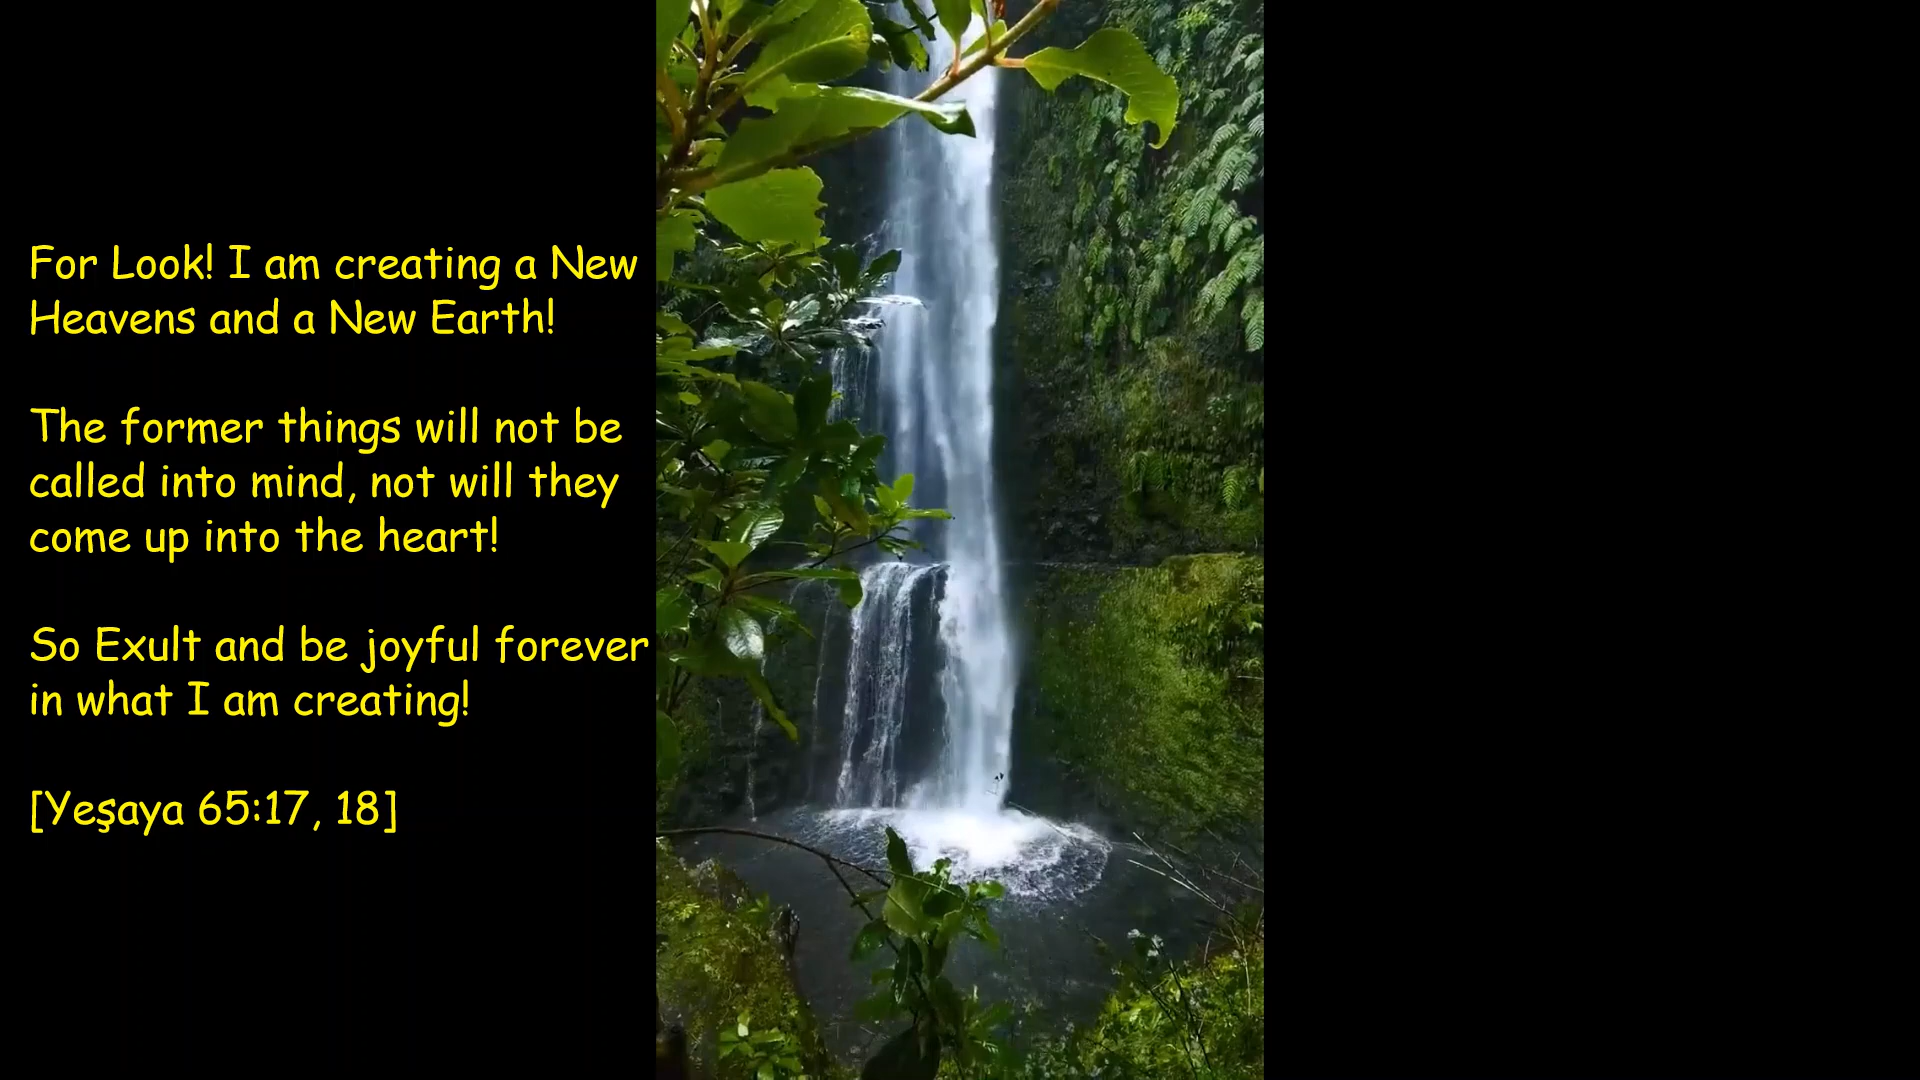 For Look! I am creating a New
Heavens and a New Earth!
The former things will not be
called into mind, not will they
come up into the heart!
So Exult and be joyful forever
in what I am creating!
[Yeşaya 65:17, 18]